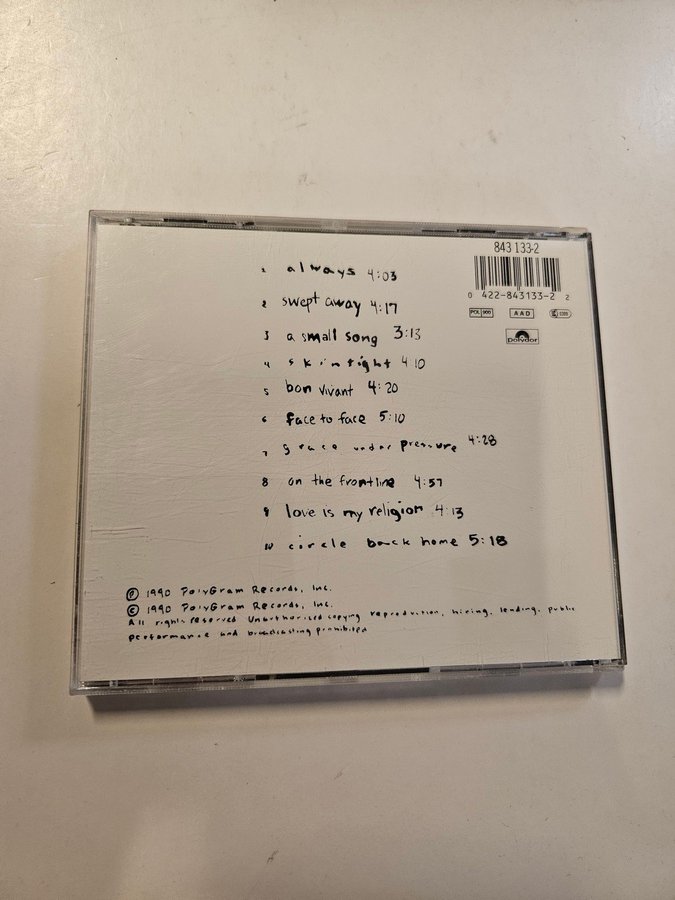 843 133-2
0 422-843133-2 2
POL 900
AAD
polydor
1 always 4:03
2 swept away 4:17
3 a small song 3:13
4 skintight 4 10
5 bon vivant 4:20
6 face to face 5:10
7 grace under pressure 4:28
8 on the frontline 4:57
9 love is my religion 4:13
10 circle back home 5:18
Ⓟ 1990 PolyGram Records, Inc.
© 1990 PolyGram Records, Inc.
All rights reserved Unauthorized copying reproduction, hiring, lending, public
performance and broadcasting prohibited